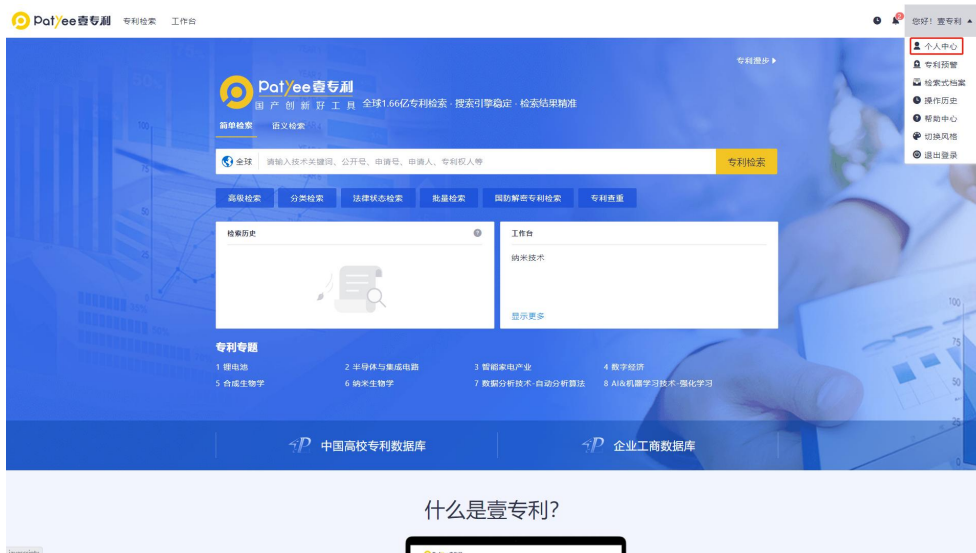 Patyee壹专利 专利检索 工作台 2 您好！壹专利
个人中心
专利预警
检索式档案
操作历史
帮助中心
切换风格
退出登录
专利漫步
Patyee壹专利
国产创新好工具 全球1.66亿专利检索 · 搜索引擎稳定 · 检索结果精准
简单检索 语义检索
全球 请输入技术关键词、公开号、申请号、申请人、专利权人等 专利检索
高级检索 分类检索 法律状态检索 批量检索 国防解密专利检索 专利查重
检索历史 工作台
纳米技术
显示更多
专利专题
1 锂电池 2 半导体与集成电路 3 智能家电产业 4 数字经济
5 合成生物学 6 纳米生物学 7 数据分析技术-自动分析算法 8 AI&机器学习技术-强化学习
中国高校专利数据库 企业工商数据库
什么是壹专利？